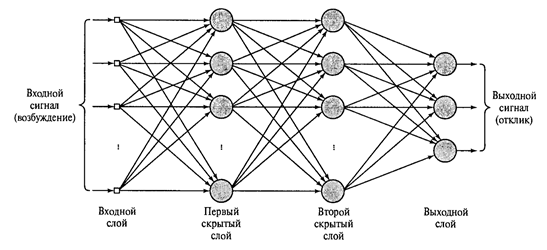 Входной
сигнал
(возбуждение)
Выходной
сигнал
(отклик)
Входной
слой
Первый
скрытый
слой
Второй
скрытый
слой
Выходной
слой